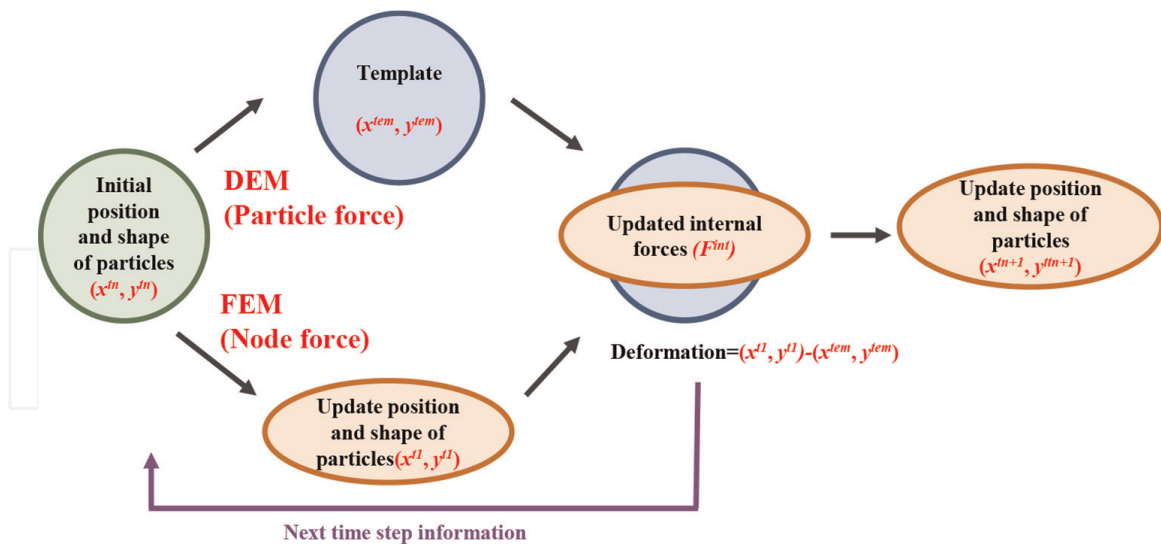 Template
(x^tem, y^tem)
Initial
position
and shape
of particles
(x^tn, y^tn)
DEM
(Particle force)
FEM
(Node force)
Update position
and shape of
particles(x^t1, y^t1)
Updated internal
forces (F^int)
Deformation=(x^t1, y^t1)-(x^tem, y^tem)
Update position
and shape of
particles
(x^tn+1, y^ttn+1)
Next time step information